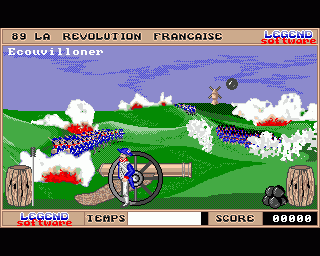 89 LA REVOLUTION FRANCAISE
LEGEND
software
Ecouvilloner
LEGEND
software
TEMPS
SCORE
00000